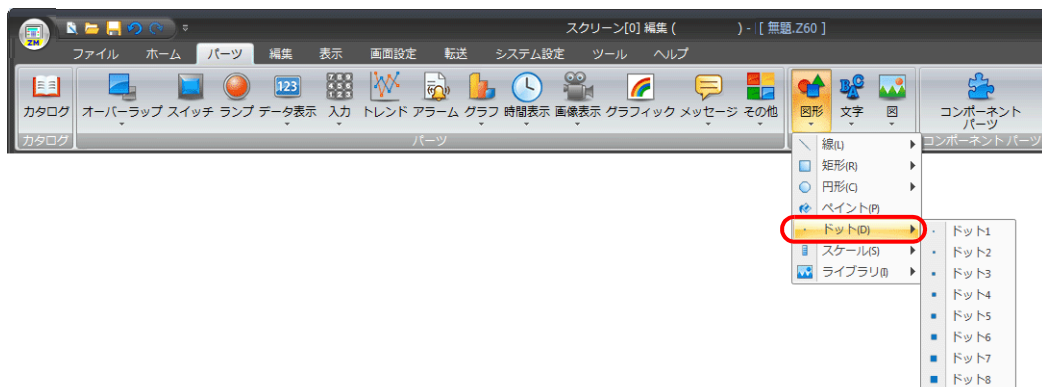 スクリーン[0] 編集 ( ) - [ 無題.Z60 ]
ZM
ファイル ホーム パーツ 編集 表示 画面設定 転送 システム設定 ツール ヘルプ
カタログ オーバーラップ スイッチ ランプ データ表示 入力 トレンド アラーム グラフ 時間表示 画像表示 グラフィック メッセージ その他 図形 文字 図 コンポーネント パーツ
カタログ パーツ コンポーネント パーツ
線(L)
矩形(R)
円形(C)
ペイント(P)
ドット(D)
スケール(S)
ライブラリ(I)
ドット1
ドット2
ドット3
ドット4
ドット5
ドット6
ドット7
ドット8